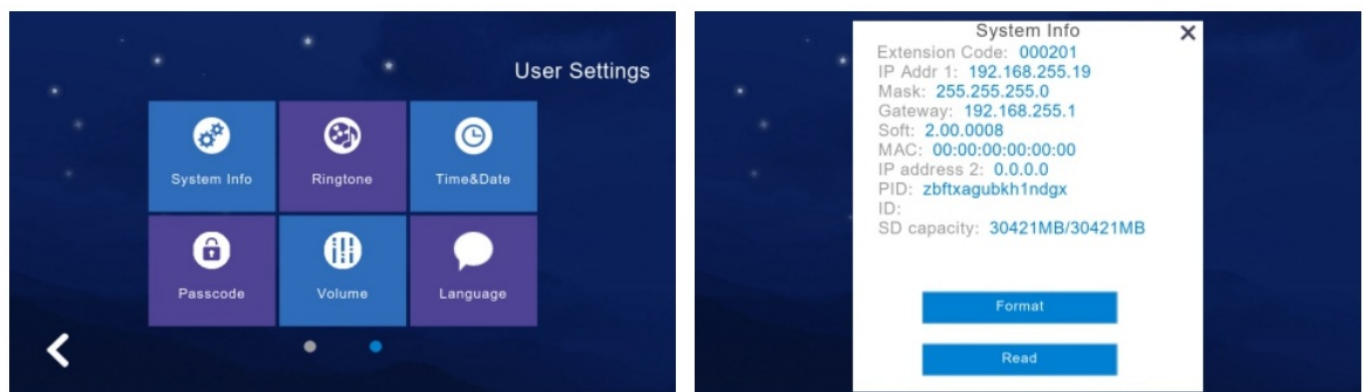 User Settings
System Info
Ringtone
Time&Date
Passcode
Volume
Language
System Info
Extension Code: 000201
IP Addr 1: 192.168.255.19
Mask: 255.255.255.0
Gateway: 192.168.255.1
Soft: 2.00.0008
MAC: 00:00:00:00:00:00
IP address 2: 0.0.0.0
PID: zbftxagubkh1ndgx
ID:
SD capacity: 30421MB/30421MB
Format
Read